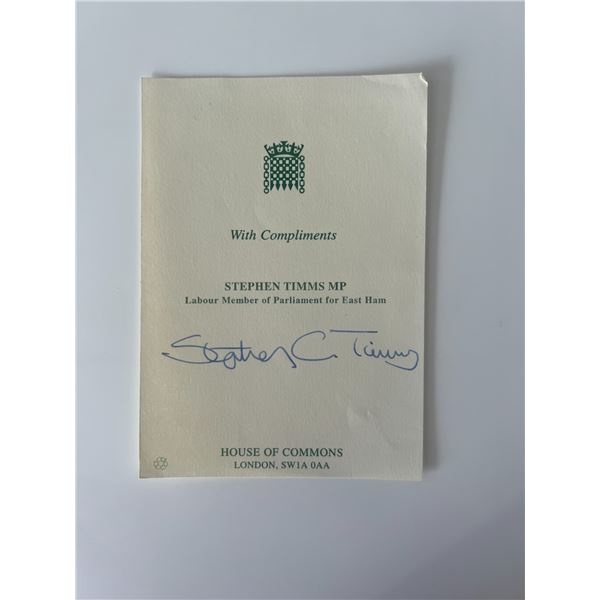 With Compliments
STEPHEN TIMMS MP
Labour Member of Parliament for East Ham
Stephen C. Timms
HOUSE OF COMMONS
LONDON, SW1A 0AA